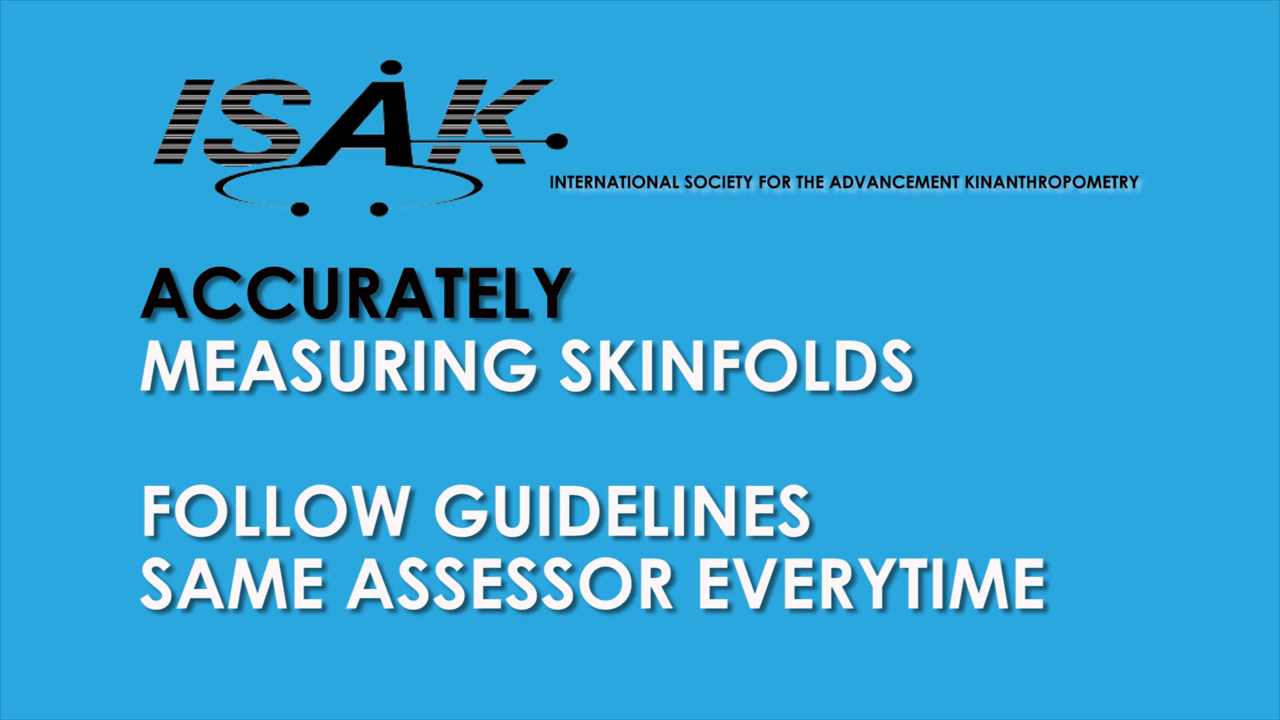 ISAK
INTERNATIONAL SOCIETY FOR THE ADVANCEMENT KINANTHROPOMETRY
ACCURATELY
MEASURING SKINFOLDS
FOLLOW GUIDELINES
SAME ASSESSOR EVERYTIME